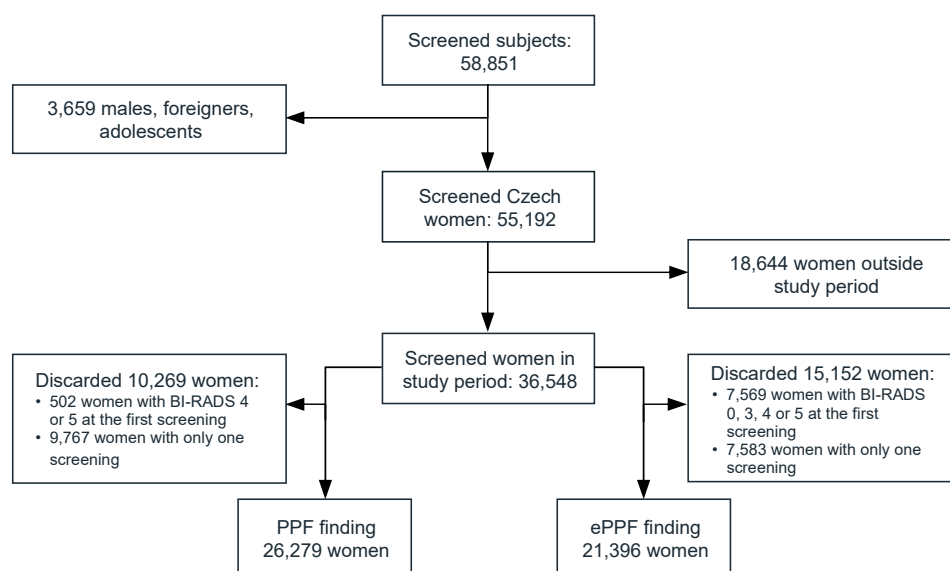 Screened subjects:
58,851
3,659 males, foreigners,
adolescents
Screened Czech
women: 55,192
18,644 women outside
study period
Screened women in
study period: 36,548
Discarded 10,269 women:
• 502 women with BI-RADS 4
or 5 at the first screening
• 9,767 women with only one
screening
Discarded 15,152 women:
• 7,569 women with BI-RADS
0, 3, 4 or 5 at the first
screening
• 7,583 women with only one
screening
PPF finding
26,279 women
ePPF finding
21,396 women